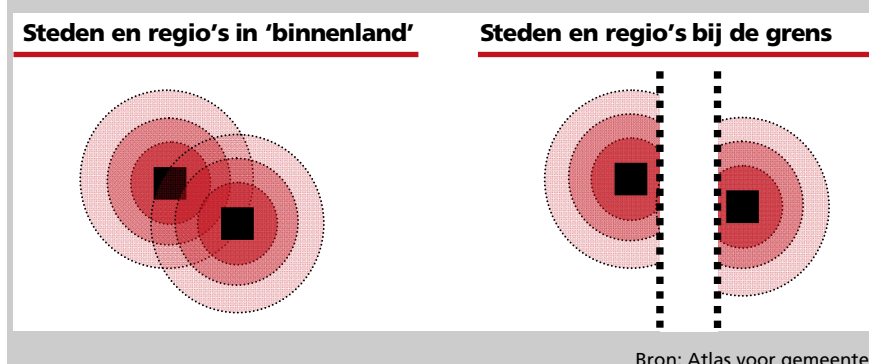 Steden en regio's in ‘binnenland’
Steden en regio's bij de grens
Bron: Atlas voor gemeente